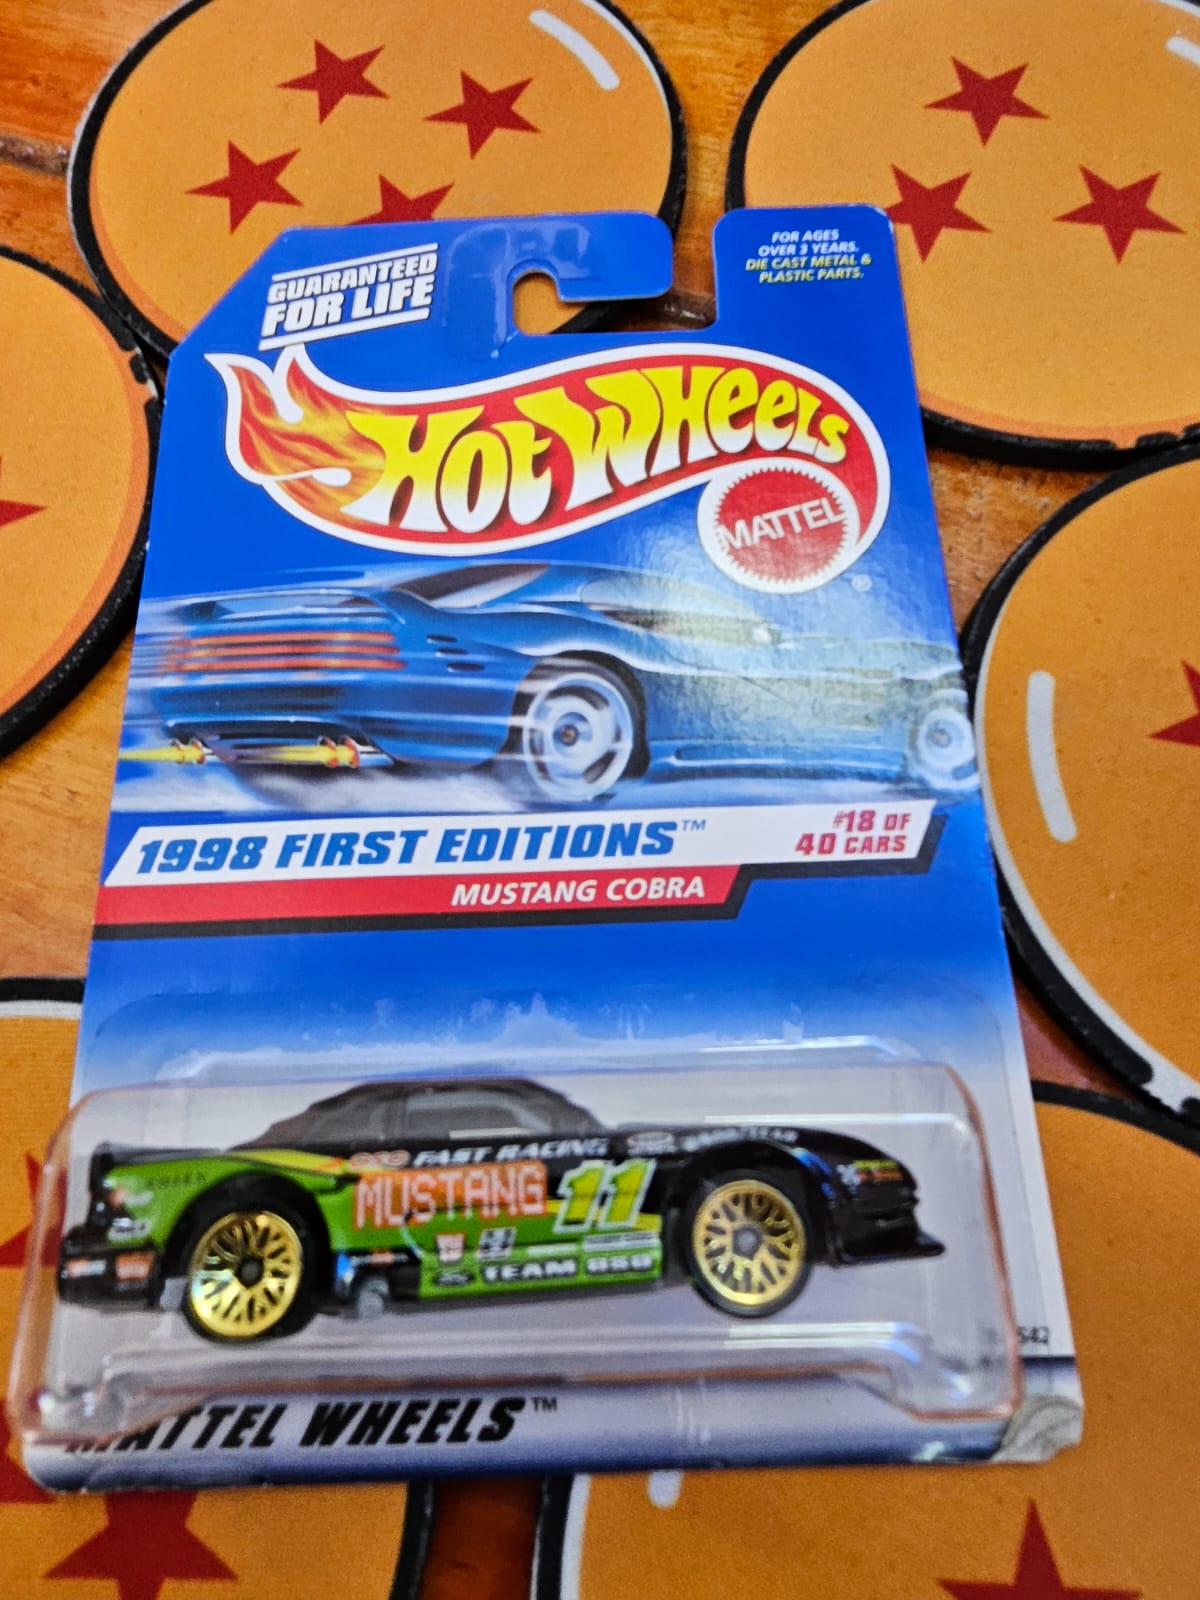 GUARANTEED
FOR LIFE
FOR AGES
OVER 3 YEARS.
DIE CAST METAL &
PLASTIC PARTS.
HOT WHEELS
MATTEL
®
1998 FIRST EDITIONS™
#18 OF
40 CARS
MUSTANG COBRA
FAST RACING
MUSTANG 11
TEAM
MATTEL WHEELS™